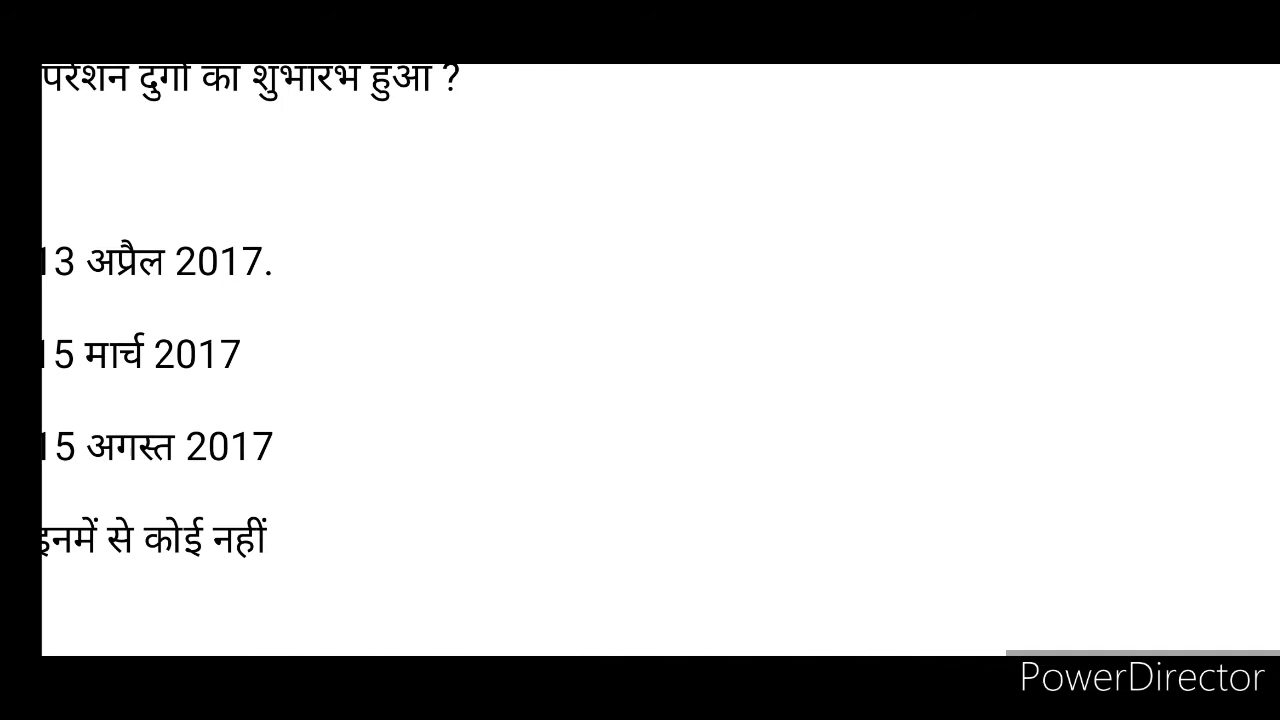 परेशन दुर्गा का शुभारंभ हुआ ?
13 अप्रैल 2017.
15 मार्च 2017
15 अगस्त 2017
इनमें से कोई नहीं
PowerDirector